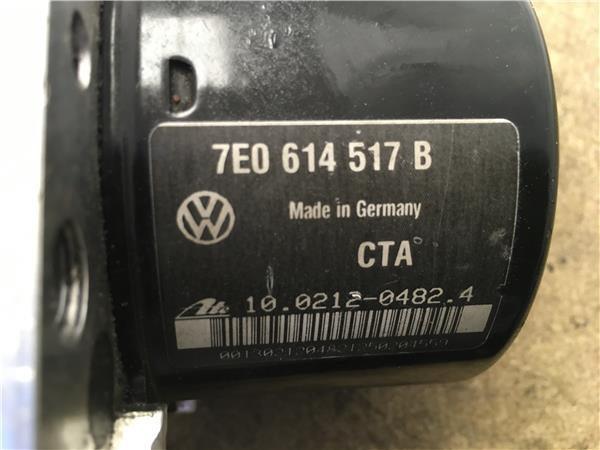 7E0 614 517 B
Made in Germany
CTA
10.0212-0482.4